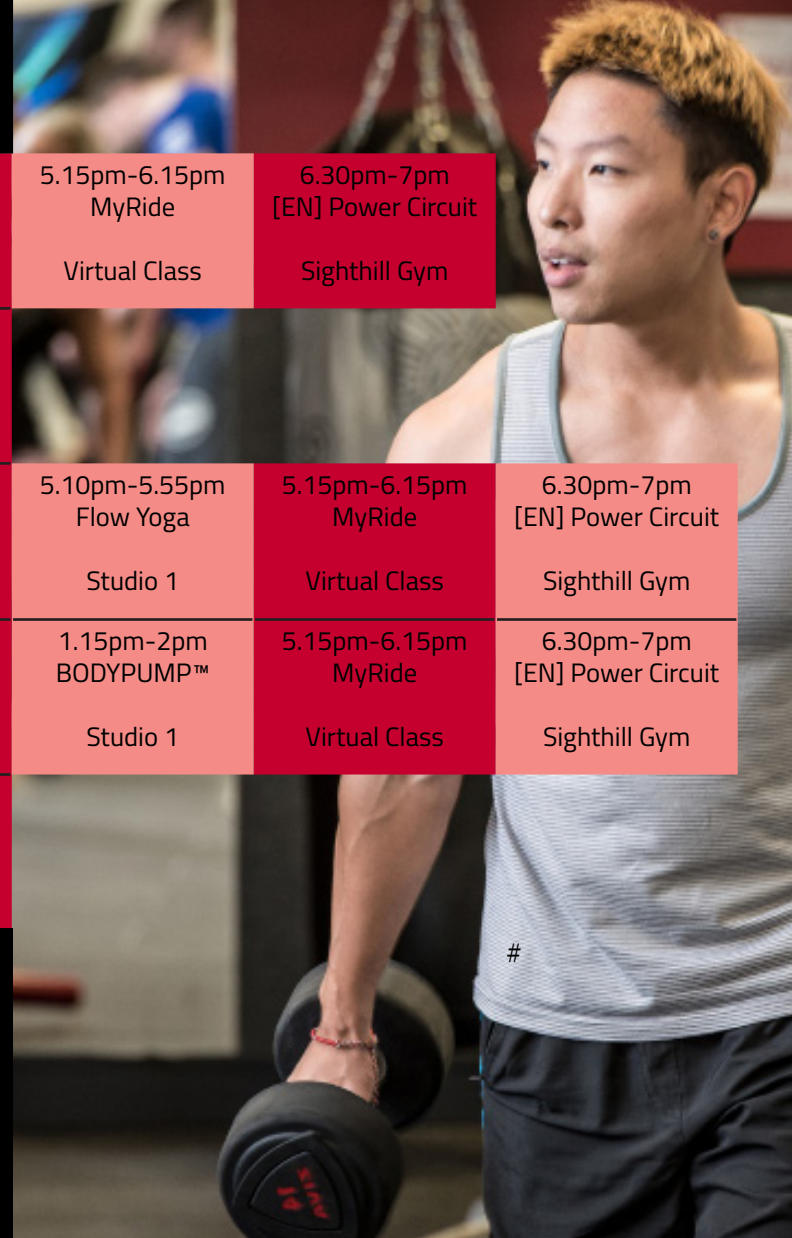 5.15pm-6.15pm
MyRide
Virtual Class
6.30pm-7pm
[EN] Power Circuit
Sighthill Gym
5.10pm-5.55pm
Flow Yoga
Studio 1
5.15pm-6.15pm
MyRide
Virtual Class
6.30pm-7pm
[EN] Power Circuit
Sighthill Gym
1.15pm-2pm
BODYPUMP™
Studio 1
5.15pm-6.15pm
MyRide
Virtual Class
6.30pm-7pm
[EN] Power Circuit
Sighthill Gym
#